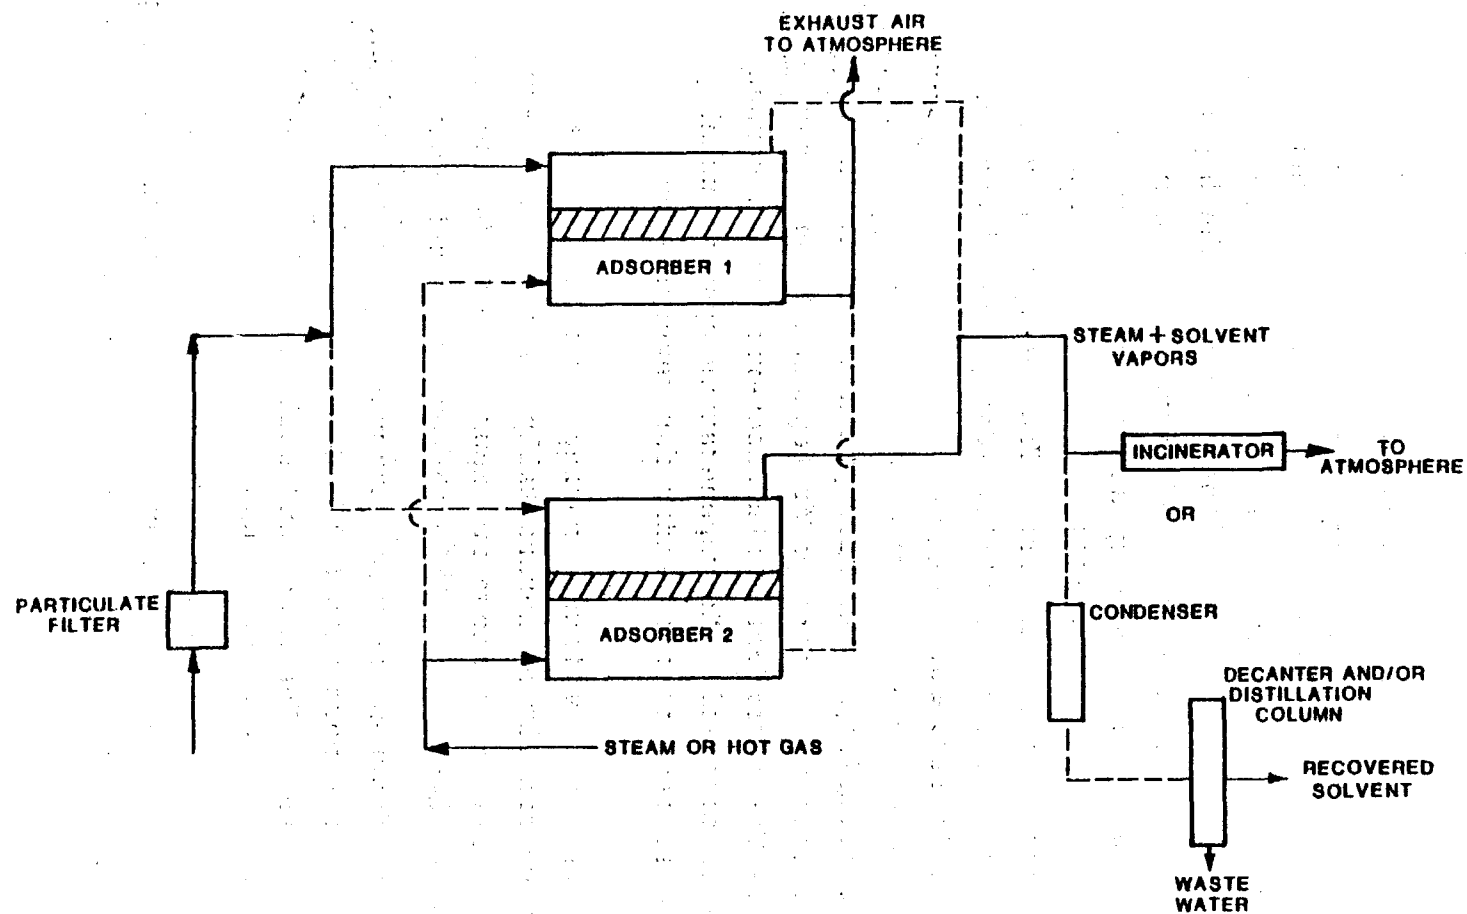 EXHAUST AIR
TO ATMOSPHERE
ADSORBER 1
STEAM + SOLVENT
VAPORS
INCINERATOR
TO
ATMOSPHERE
OR
PARTICULATE
FILTER
CONDENSER
ADSORBER 2
DECANTER AND/OR
DISTILLATION
COLUMN
STEAM OR HOT GAS
RECOVERED
SOLVENT
WASTE
WATER